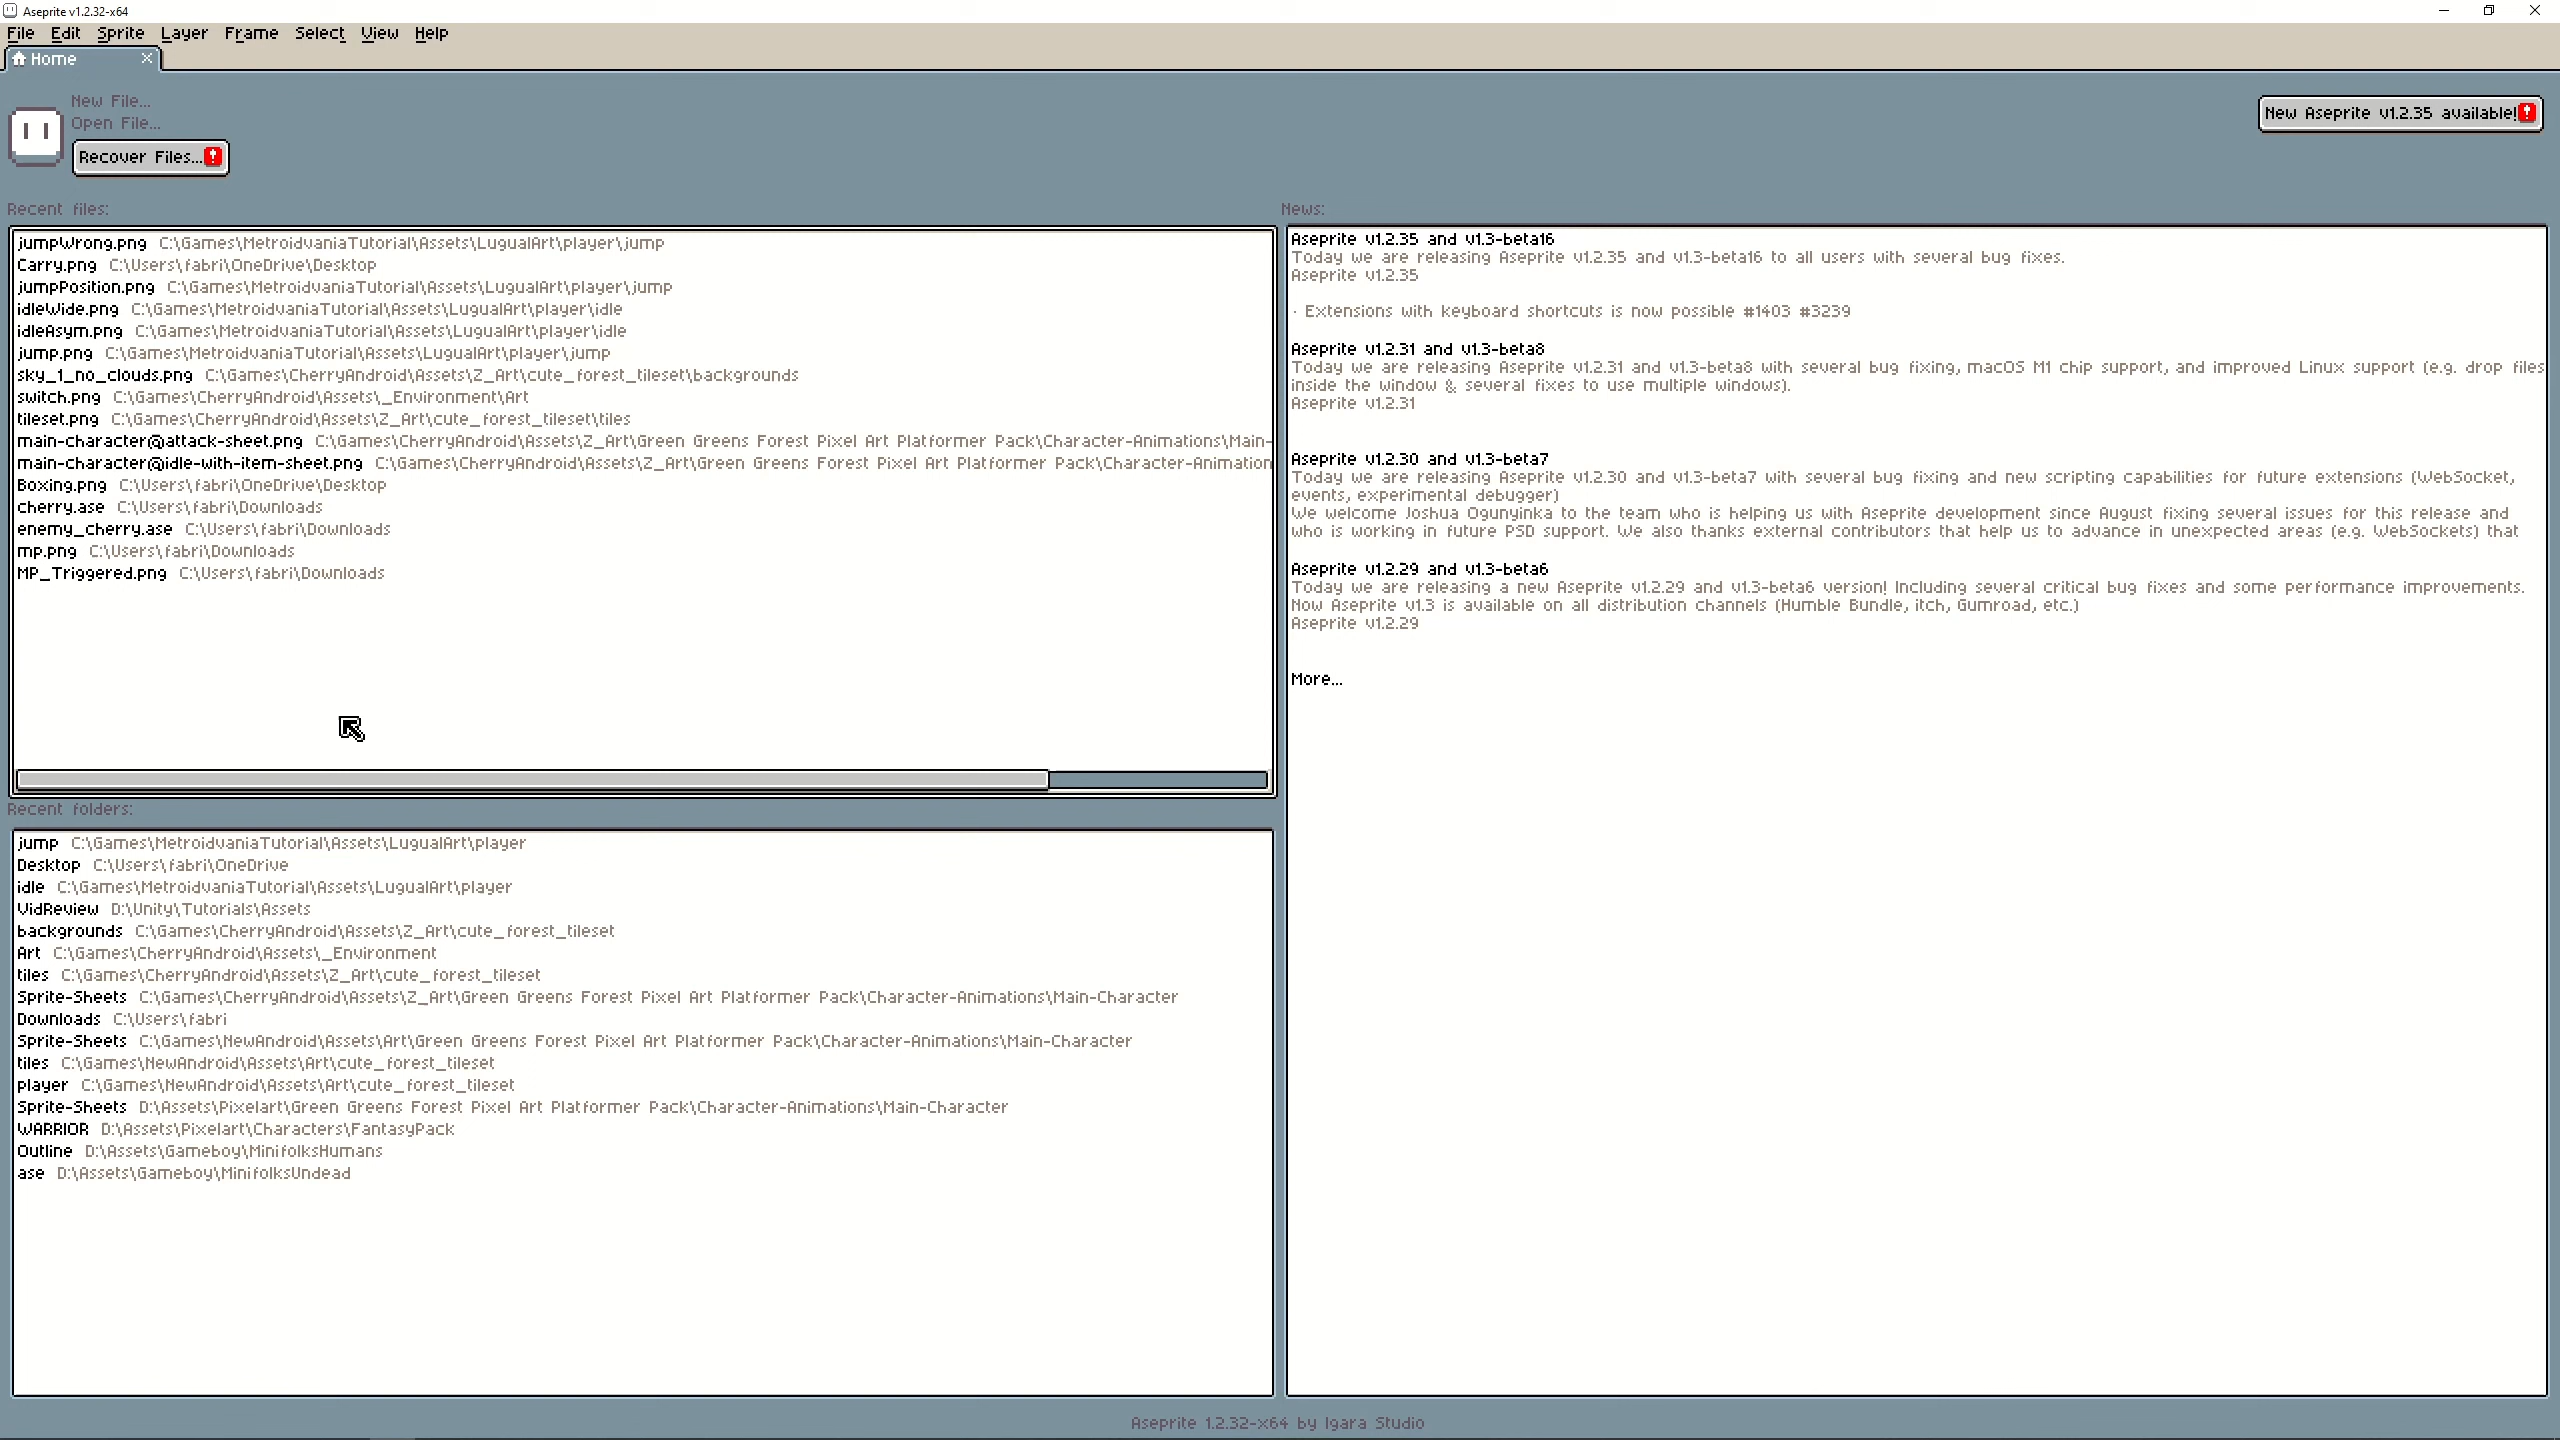 Aseprite v1.2.32-x64
File Edit Sprite Layer Frame Select View Help
Home
New File...
Open File...
Recover Files...
New Aseprite v1.2.35 available!
Recent files:
jumpWrong.png C:\Games\MetroidvaniaTutorial\Assets\LugualArt\player\jump
Carry.png C:\Users\fabri\OneDrive\Desktop
jumpPosition.png C:\Games\MetroidvaniaTutorial\Assets\LugualArt\player\jump
idleWide.png C:\Games\MetroidvaniaTutorial\Assets\LugualArt\player\idle
idleAsym.png C:\Games\MetroidvaniaTutorial\Assets\LugualArt\player\idle
jump.png C:\Games\MetroidvaniaTutorial\Assets\LugualArt\player\jump
sky_1_no_clouds.png C:\Games\CherryAndroid\Assets\Z_Art\cute_forest_tileset\backgrounds
switch.png C:\Games\CherryAndroid\Assets\_Environment\Art
tileset.png C:\Games\CherryAndroid\Assets\Z_Art\cute_forest_tileset\tiles
main-character@attack-sheet.png C:\Games\CherryAndroid\Assets\Z_Art\Green Greens Forest Pixel Art Platformer Pack\Character-Animations\Main-
main-character@idle-with-item-sheet.png C:\Games\CherryAndroid\Assets\Z_Art\Green Greens Forest Pixel Art Platformer Pack\Character-Animation
Boxing.png C:\Users\fabri\OneDrive\Desktop
cherry.ase C:\Users\fabri\Downloads
enemy_cherry.ase C:\Users\fabri\Downloads
mp.png C:\Users\fabri\Downloads
MP_Triggered.png C:\Users\fabri\Downloads
Recent folders:
jump C:\Games\MetroidvaniaTutorial\Assets\LugualArt\player
Desktop C:\Users\fabri\OneDrive
idle C:\Games\MetroidvaniaTutorial\Assets\LugualArt\player
VidReview D:\Unity\Tutorials\Assets
backgrounds C:\Games\CherryAndroid\Assets\Z_Art\cute_forest_tileset
Art C:\Games\CherryAndroid\Assets\_Environment
tiles C:\Games\CherryAndroid\Assets\Z_Art\cute_forest_tileset
Sprite-Sheets C:\Games\CherryAndroid\Assets\Z_Art\Green Greens Forest Pixel Art Platformer Pack\Character-Animations\Main-Character
Downloads C:\Users\fabri
Sprite-Sheets C:\Games\NewAndroid\Assets\Art\Green Greens Forest Pixel Art Platformer Pack\Character-Animations\Main-Character
tiles C:\Games\NewAndroid\Assets\Art\cute_forest_tileset
player C:\Games\NewAndroid\Assets\Art\cute_forest_tileset
Sprite-Sheets D:\Assets\Pixelart\Green Greens Forest Pixel Art Platformer Pack\Character-Animations\Main-Character
WARRIOR D:\Assets\Pixelart\Characters\FantasyPack
Outline D:\Assets\Gameboy\MinifolksHumans
ase D:\Assets\Gameboy\MinifolksUndead
News:
Aseprite v1.2.35 and v1.3-beta16
Today we are releasing Aseprite v1.2.35 and v1.3-beta16 to all users with several bug fixes.
Aseprite v1.2.35
· Extensions with keyboard shortcuts is now possible #1403 #3239
Aseprite v1.2.31 and v1.3-beta8
Today we are releasing Aseprite v1.2.31 and v1.3-beta8 with several bug fixing, macOS M1 chip support, and improved Linux support (e.g. drop files
inside the window & several fixes to use multiple windows).
Aseprite v1.2.31
Aseprite v1.2.30 and v1.3-beta7
Today we are releasing Aseprite v1.2.30 and v1.3-beta7 with several bug fixing and new scripting capabilities for future extensions (WebSocket,
events, experimental debugger)
We welcome Joshua Ogunyinka to the team who is helping us with Aseprite development since August fixing several issues for this release and
who is working in future PSD support. We also thanks external contributors that help us to advance in unexpected areas (e.g. WebSockets) that
Aseprite v1.2.29 and v1.3-beta6
Today we are releasing a new Aseprite v1.2.29 and v1.3-beta6 version! Including several critical bug fixes and some performance improvements.
Now Aseprite v1.3 is available on all distribution channels (Humble Bundle, itch, Gumroad, etc.)
Aseprite v1.2.29
More...
Aseprite 1.2.32-x64 by Igara Studio